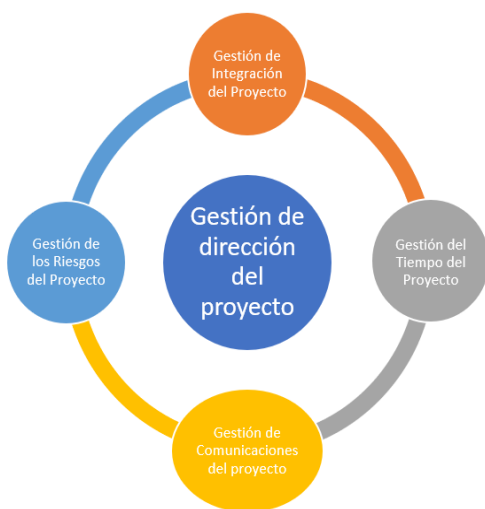 Gestión de
Integración
del Proyecto
Gestión de
dirección
del
proyecto
Gestión de
los Riesgos
del Proyecto
Gestión del
Tiempo del
Proyecto
Gestión de
Comunicaciones
del proyecto